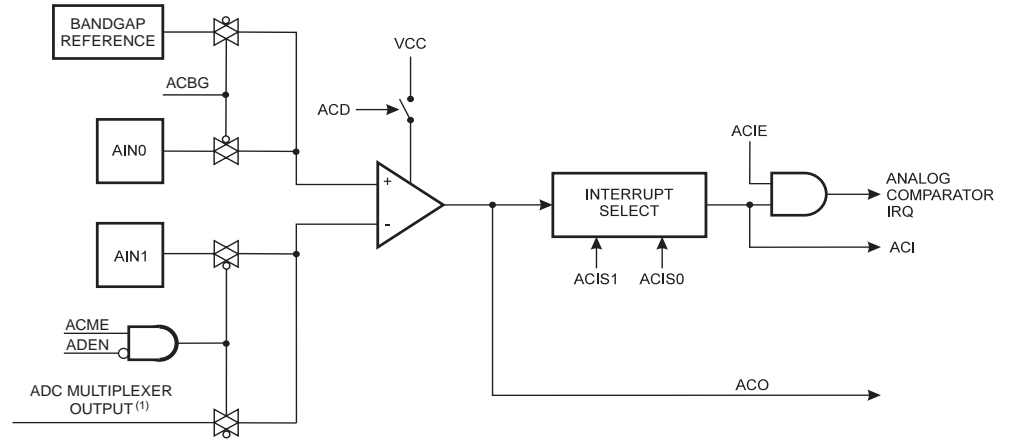 BANDGAP
REFERENCE
VCC
ACBG
ACD
ACIE
AIN0
+
INTERRUPT
SELECT
ANALOG
COMPARATOR
IRQ
-
AIN1
ACI
ACIS1 ACIS0
ACME
ADEN
ADC MULTIPLEXER
OUTPUT (1)
ACO